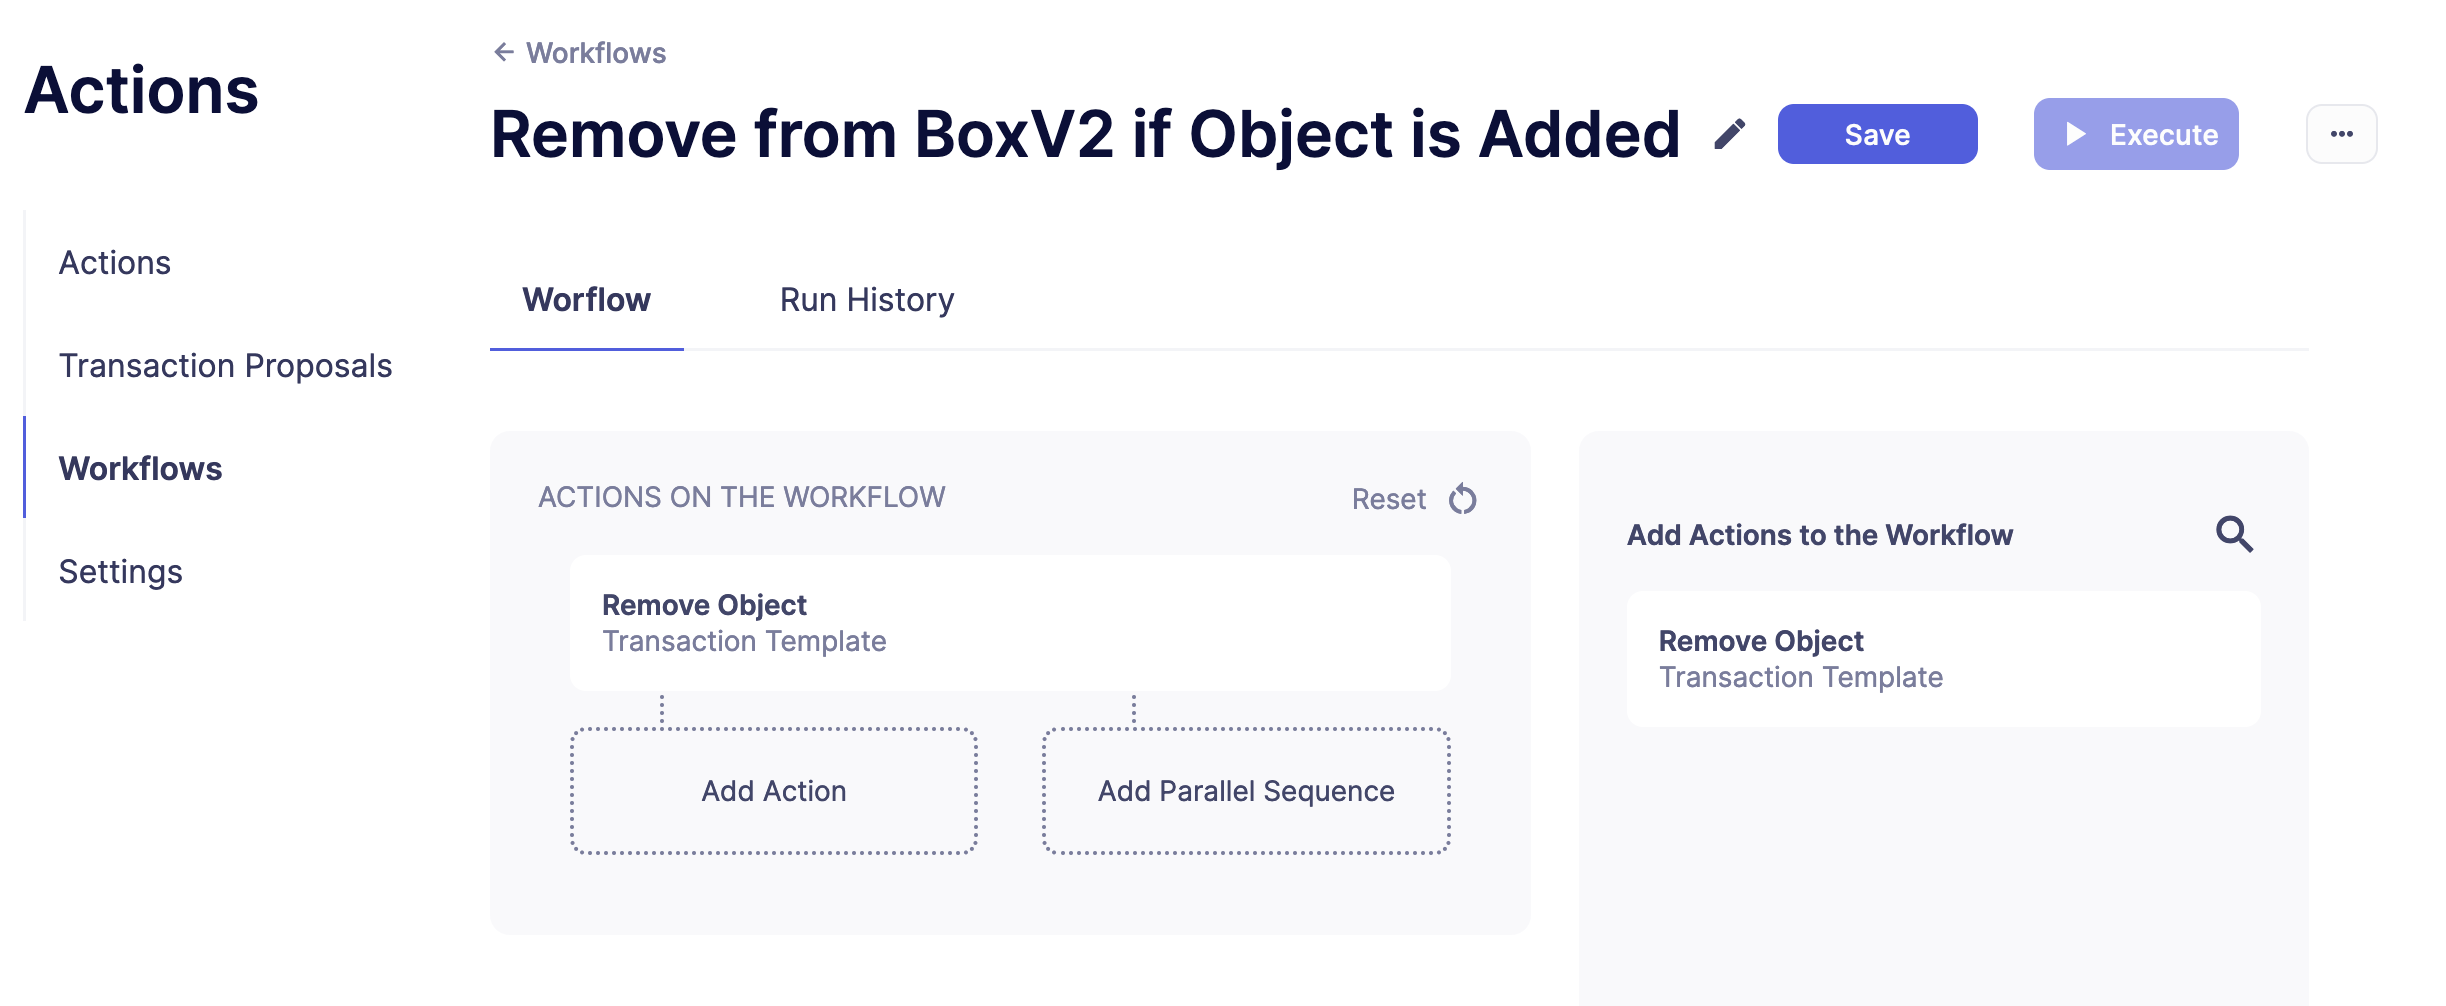 Actions
Actions
Transaction Proposals
Workflows
Settings
Workflows
Remove from BoxV2 if Object is Added
Save
Execute
Worflow
Run History
ACTIONS ON THE WORKFLOW
Reset
Remove Object
Transaction Template
Add Action
Add Parallel Sequence
Add Actions to the Workflow
Remove Object
Transaction Template